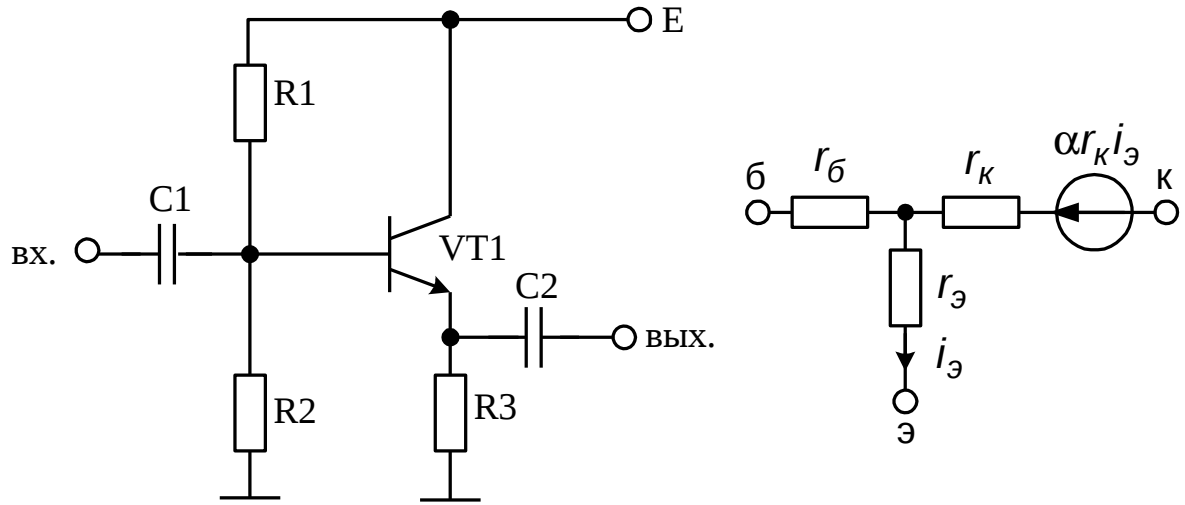 E
R1
C1
вх.
VT1
C2
вых.
R2
R3
б
rб
rк
αrкiэ
к
rэ
iэ
э